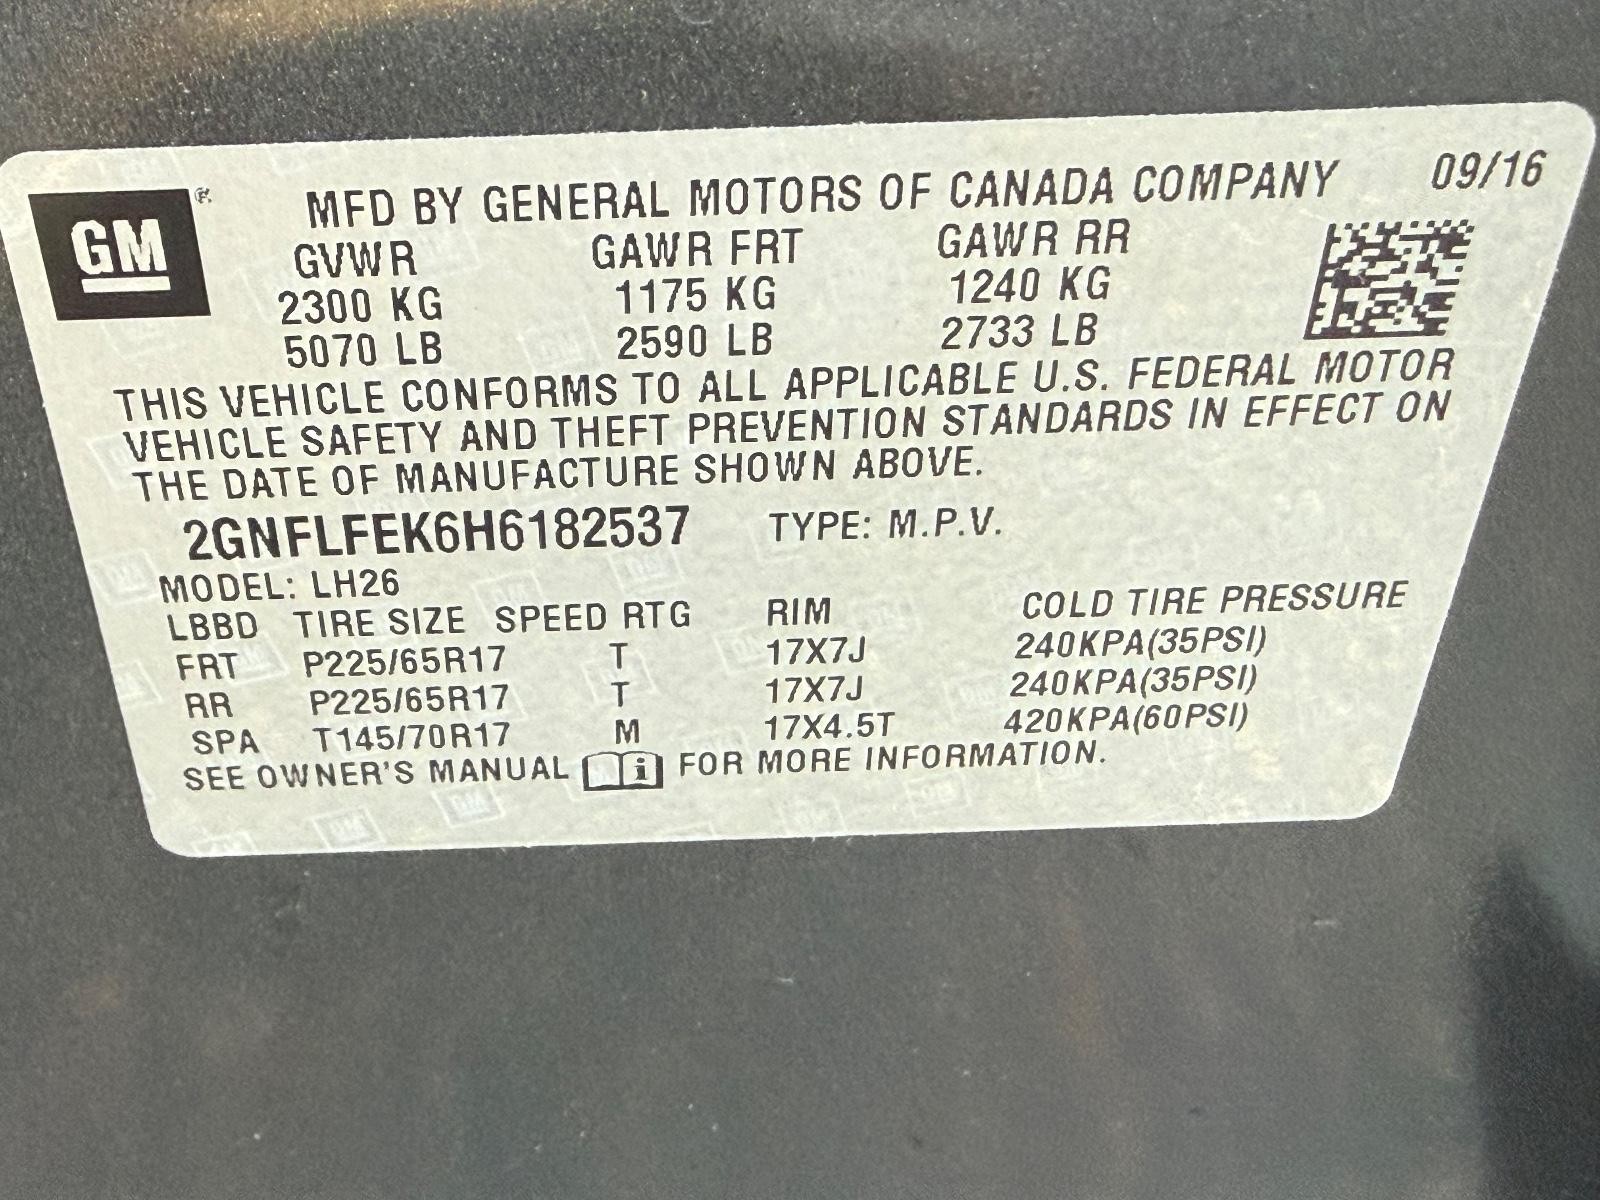 GM ® MFD BY GENERAL MOTORS OF CANADA COMPANY 09/16
GVWR GAWR FRT GAWR RR
2300 KG 1175 KG 1240 KG
5070 LB 2590 LB 2733 LB
THIS VEHICLE CONFORMS TO ALL APPLICABLE U.S. FEDERAL MOTOR
VEHICLE SAFETY AND THEFT PREVENTION STANDARDS IN EFFECT ON
THE DATE OF MANUFACTURE SHOWN ABOVE.
2GNFLFEK6H6182537 TYPE: M.P.V.
MODEL: LH26
LBBD TIRE SIZE SPEED RTG RIM COLD TIRE PRESSURE
FRT P225/65R17 T 17X7J 240KPA(35PSI)
RR P225/65R17 T 17X7J 240KPA(35PSI)
SPA T145/70R17 M 17X4.5T 420KPA(60PSI)
SEE OWNER'S MANUAL i FOR MORE INFORMATION.